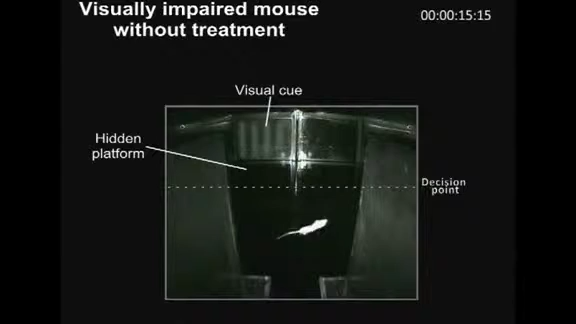 Visually impaired mouse
without treatment
00:00:15:15
Visual cue
Hidden
platform
Decision
point